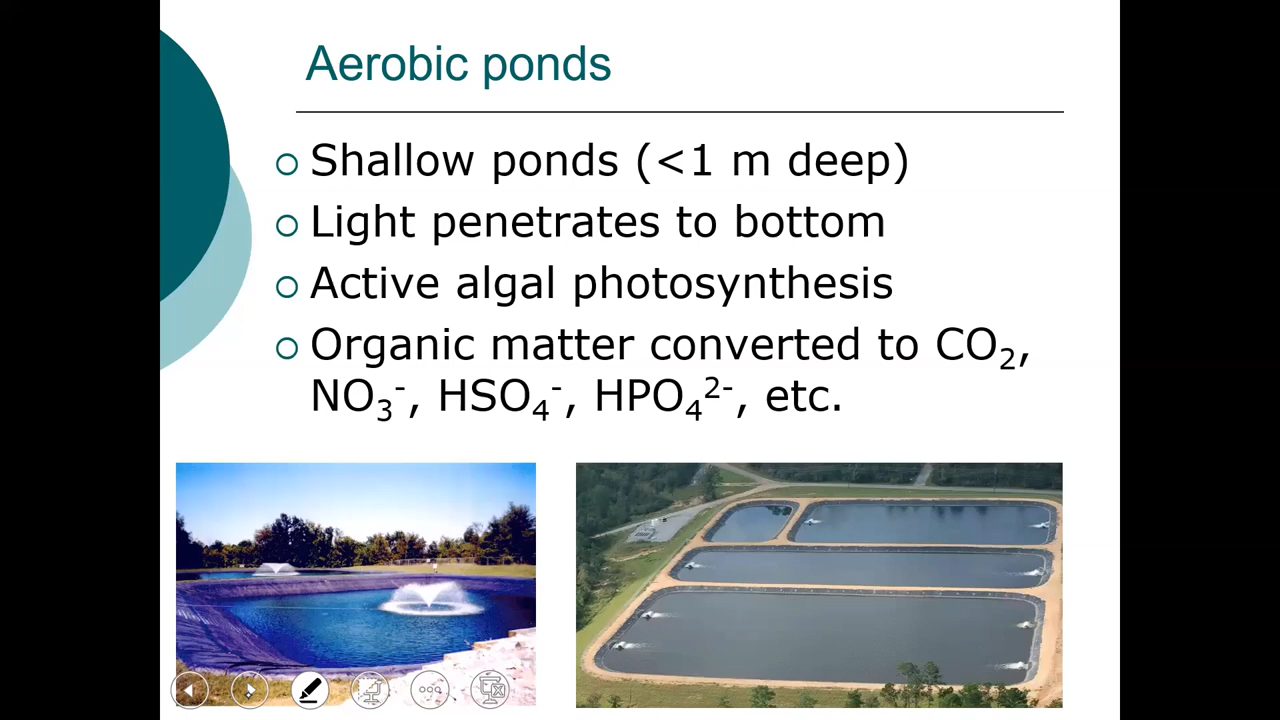 Aerobic ponds
Shallow ponds (<1 m deep)
Light penetrates to bottom
Active algal photosynthesis
Organic matter converted to CO₂,
NO₃⁻, HSO₄⁻, HPO₄²⁻, etc.